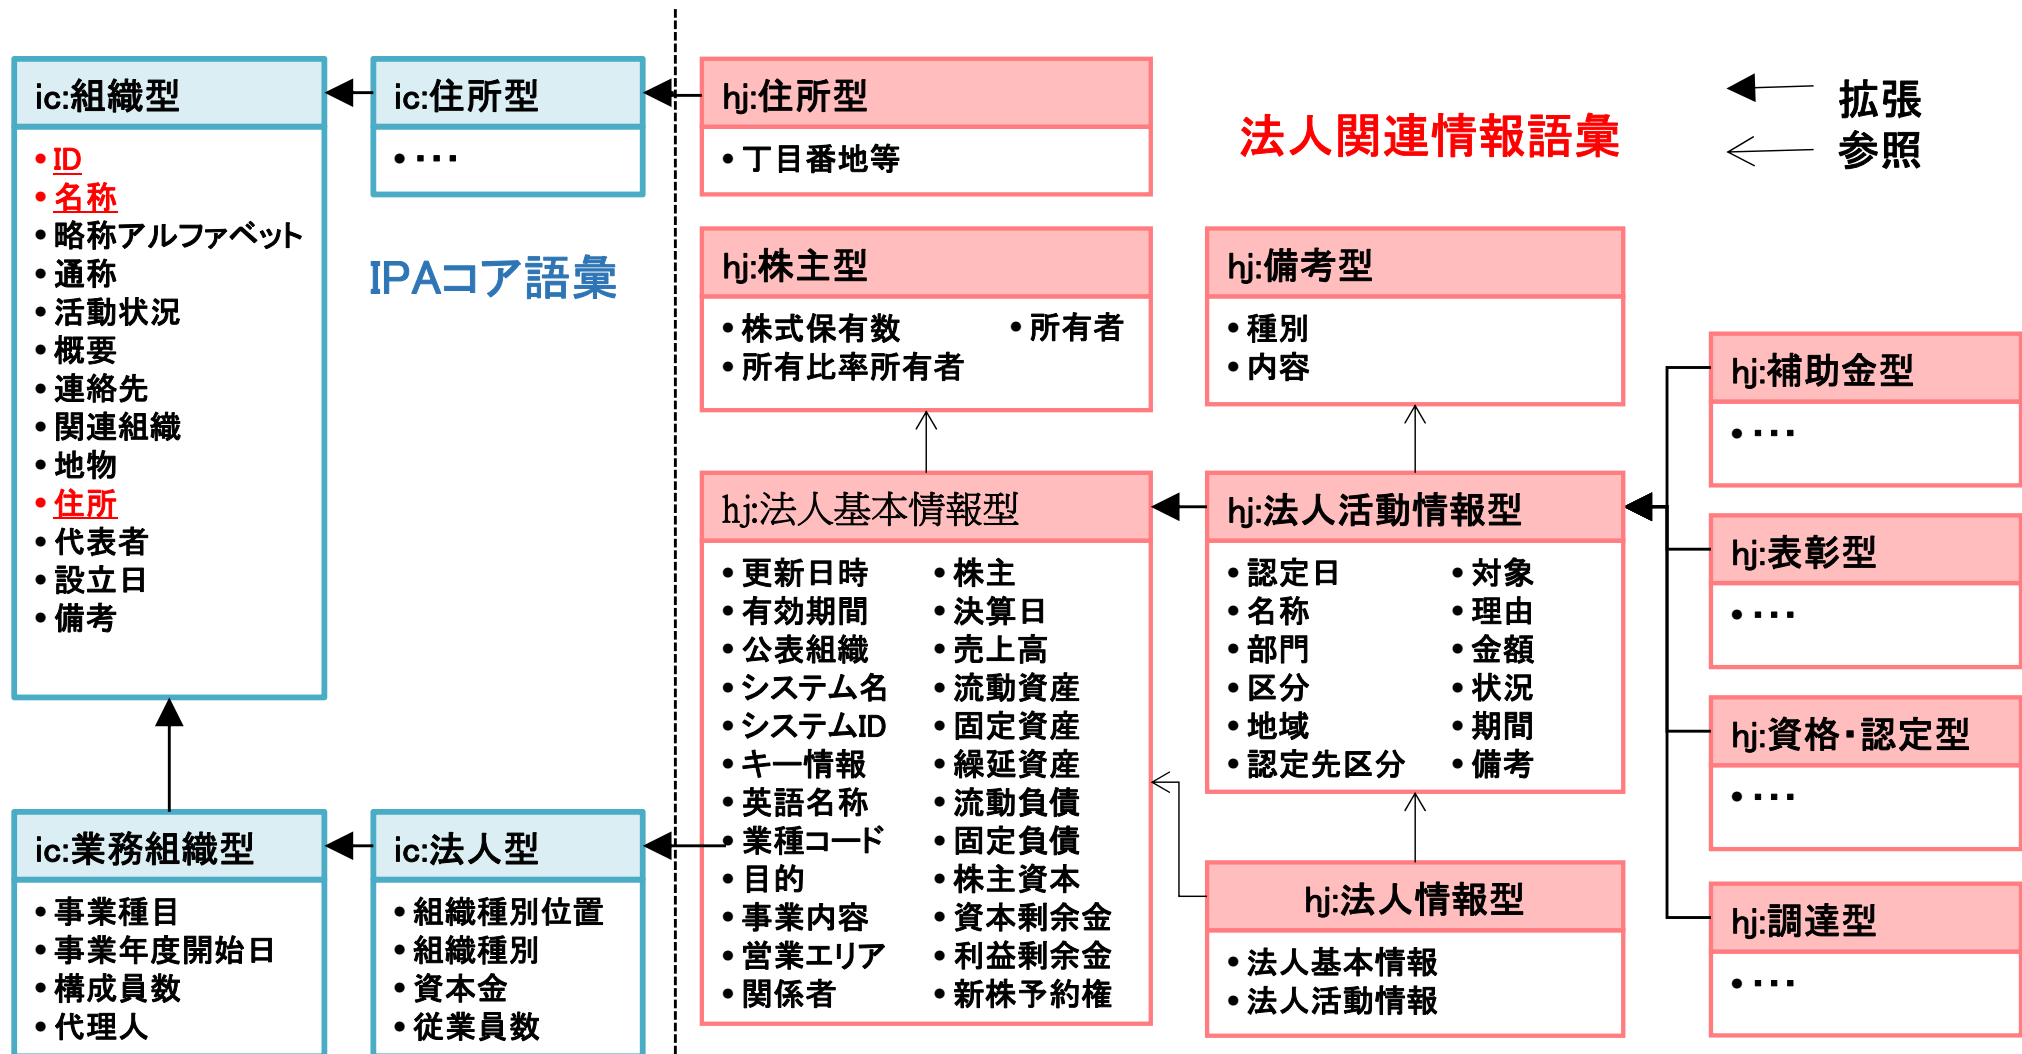 ic:組織型
•ID
•名称
•略称アルファベット
•通称
•活動状況
•概要
•連絡先
•関連組織
•地物
•住所
•代表者
•設立日
•備考
ic:住所型
•・・・
IPAコア語彙
ic:業務組織型
•事業種目
•事業年度開始日
•構成員数
•代理人
ic:法人型
•組織種別位置
•組織種別
•資本金
•従業員数
hj:住所型
•丁目番地等
法人関連情報語彙
拡張
参照
hj:株主型
•株式保有数
•所有比率所有者
•所有者
hj:備考型
•種別
•内容
hj:法人基本情報型
•更新日時
•有効期間
•公表組織
•システム名
•システムID
•キー情報
•英語名称
•業種コード
•目的
•事業内容
•営業エリア
•関係者
•株主
•決算日
•売上高
•流動資産
•固定資産
•繰延資産
•流動負債
•固定負債
•株主資本
•資本剰余金
•利益剰余金
•新株予約権
hj:法人活動情報型
•認定日
•名称
•部門
•区分
•地域
•認定先区分
•対象
•理由
•金額
•状況
•期間
•備考
hj:法人情報型
•法人基本情報
•法人活動情報
hj:補助金型
•・・・
hj:表彰型
•・・・
hj:資格・認定型
•・・・
hj:調達型
•・・・